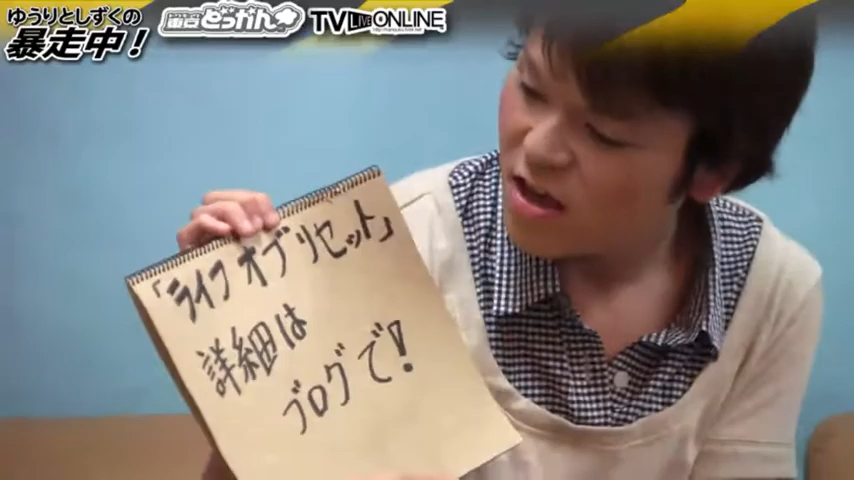 ゆうりとしずくの
暴走中！
どうかん
TV LIVE ONLINE
「ライフ オブ リセット」
詳細は
ブログで！